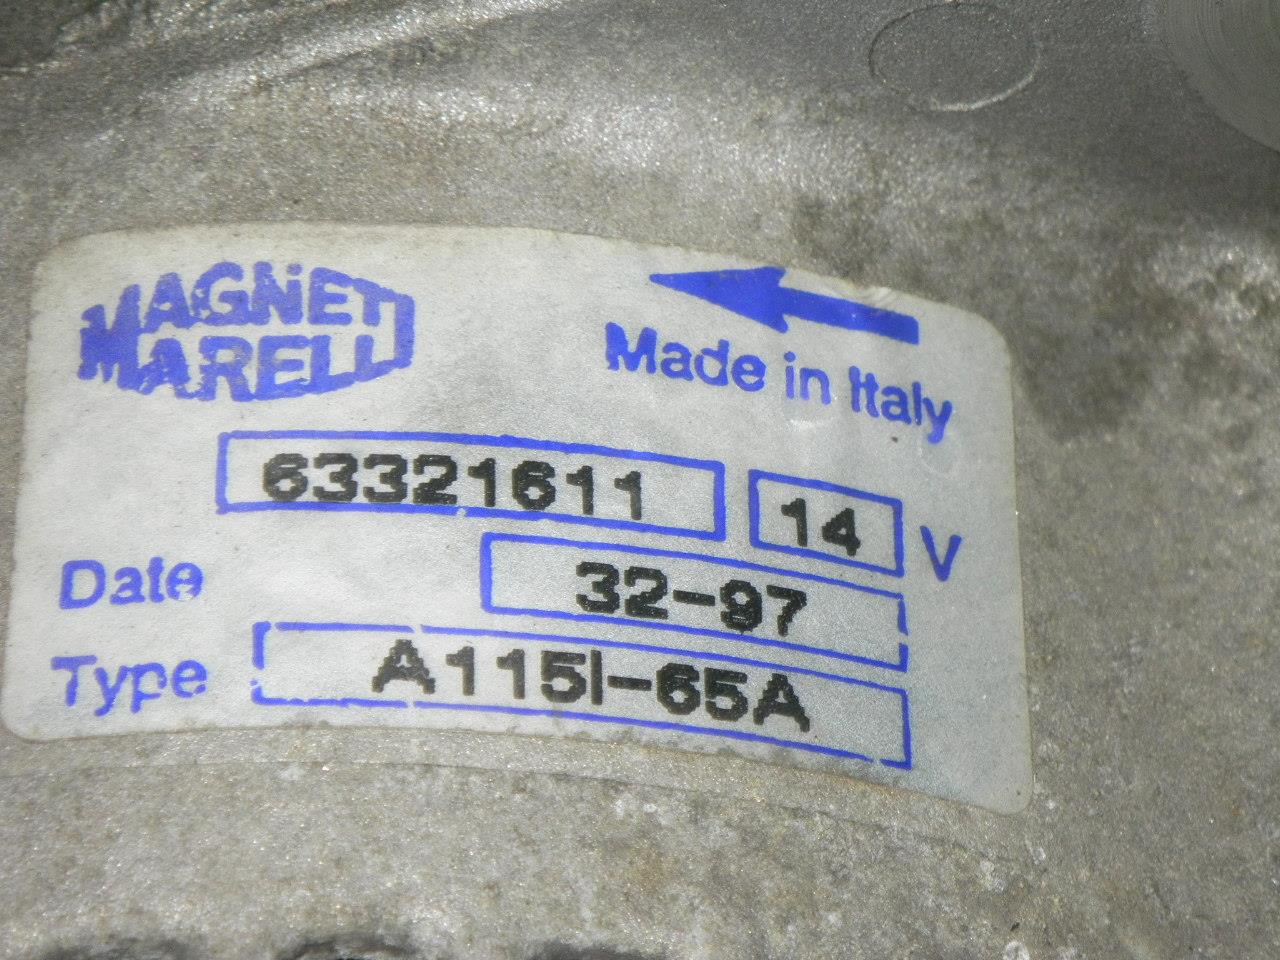 MAGNETI
MARELLI
Made in Italy
63321611
14 V
Date 32-97
Type A115I-65A